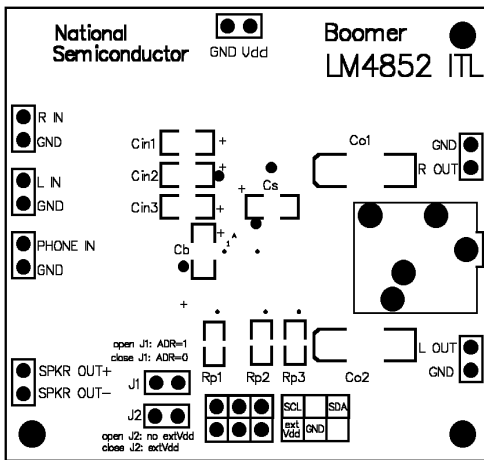 National
Semiconductor
GND Vdd
Boomer
LM4852 ITL
R IN
GND
L IN
GND
PHONE IN
GND
Cin1
Cin2
Cin3
Cb
Cs
1
A
Co1
GND
R OUT
L OUT
GND
SPKR OUT+
SPKR OUT-
open J1: ADR=1
close J1: ADR=0
J1
J2
open J2: no extVdd
close J2: extVdd
Rp1
Rp2
Rp3
Co2
SCL
SDA
ext
Vdd
GND